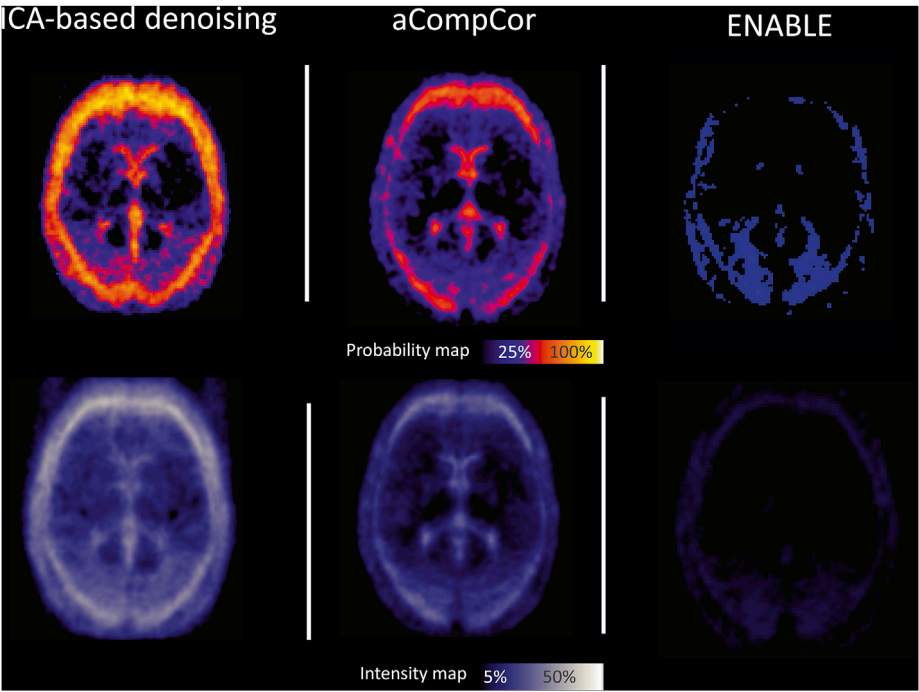 ICA-based denoising
aCompCor
ENABLE
Probability map 25% 100%
Intensity map 5% 50%